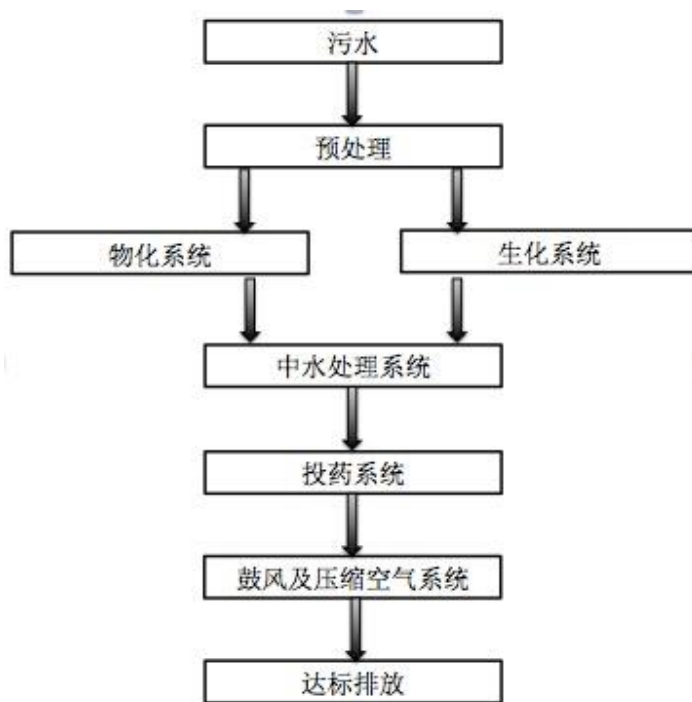 污水
预处理
物化系统
生化系统
中水处理系统
投药系统
鼓风及压缩空气系统
达标排放